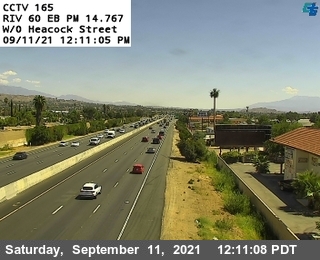 CCTV 165
RIV 60 EB PM 14.767
W/O Heacock Street
09/11/21 12:11:05 PM
Saturday, September 11, 2021 12:11:08 PDT